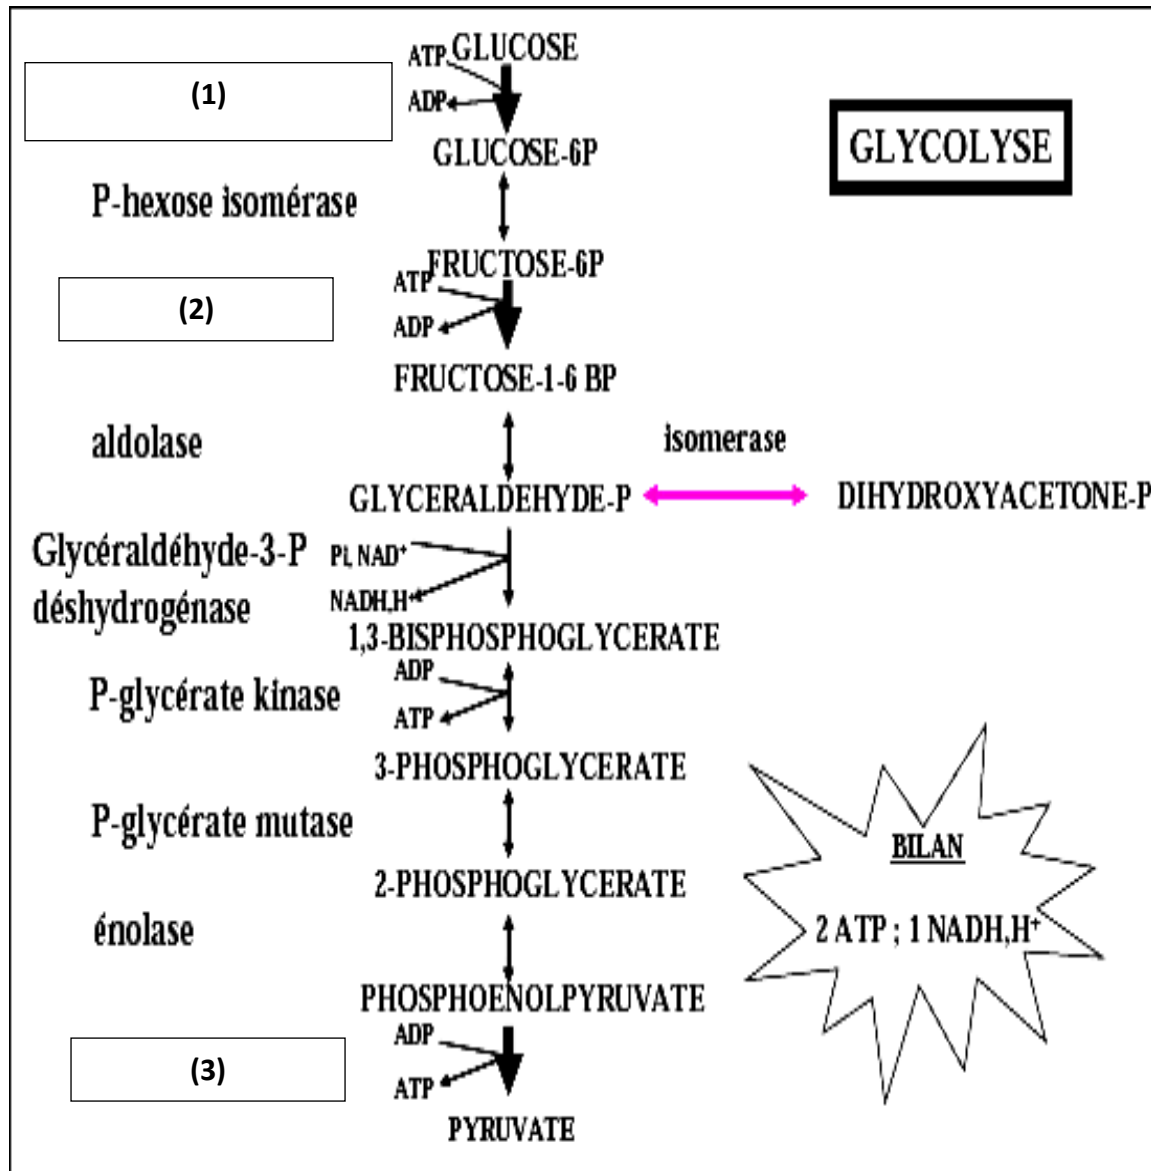 ATP GLUCOSE
(1)
ADP
GLYCOLYSE
GLUCOSE-6P
P-hexose isomérase
FRUCTOSE-6P
ATP
(2)
ADP
FRUCTOSE-1-6 BP
aldolase
isomerase
GLYCERALDEHYDE-P
DIHYDROXYACETONE-P
Glycéraldéhyde-3-P
déshydrogénase
Pi, NAD+
NADH,H+
1,3-BISPHOSPHOGLYCERATE
P-glycérate kinase
ADP
ATP
3-PHOSPHOGLYCERATE
P-glycérate mutase
BILAN
2-PHOSPHOGLYCERATE
énolase
2 ATP ; 1 NADH,H+
PHOSPHOENOLPYRUVATE
ADP
(3)
ATP
PYRUVATE